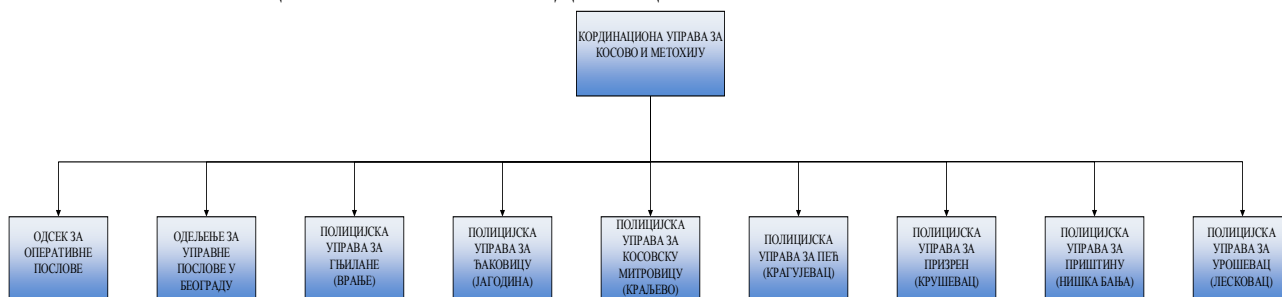 КОРДИНАЦИОНА УПРАВА ЗА
КОСОВО И МЕТОХИЈУ
ОДСЕК ЗА
ОПЕРАТИВНЕ
ПОСЛОВЕ
ОДЕЉЕЊЕ ЗА
УПРАВНЕ
ПОСЛОВЕ У
БЕОГРАДУ
ПОЛИЦИЈСКА
УПРАВА ЗА
ГЊИЛАНЕ
(ВРАЊЕ)
ПОЛИЦИЈСКА
УПРАВА ЗА
ЂАКОВИЦУ
(ЈАГОДИНА)
ПОЛИЦИЈСКА
УПРАВА ЗА
КОСОВСКУ
МИТРОВИЦУ
(КРАЉЕВО)
ПОЛИЦИЈСКА
УПРАВА ЗА ПЕЋ
(КРАГУЈЕВАЦ)
ПОЛИЦИЈСКА
УПРАВА ЗА
ПРИЗРЕН
(КРУШЕВАЦ)
ПОЛИЦИЈСКА
УПРАВА ЗА
ПРИШТИНУ
(НИШКА БАЊА)
ПОЛИЦИЈСКА
УПРАВА ЗА
УРОШЕВАЦ
(ЛЕСКОВАЦ)